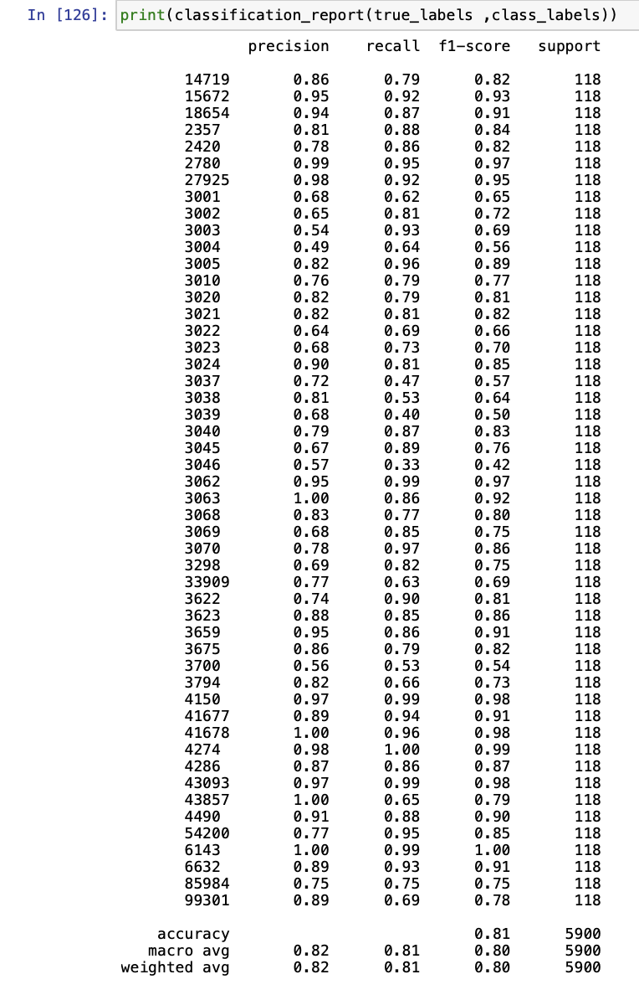 In [126]: print(classification_report(true_labels ,class_labels))
precision recall f1-score support
14719 0.86 0.79 0.82 118
15672 0.95 0.92 0.93 118
18654 0.94 0.87 0.91 118
2357 0.81 0.88 0.84 118
2420 0.78 0.86 0.82 118
2780 0.99 0.95 0.97 118
27925 0.98 0.92 0.95 118
3001 0.68 0.62 0.65 118
3002 0.65 0.81 0.72 118
3003 0.54 0.93 0.69 118
3004 0.49 0.64 0.56 118
3005 0.82 0.96 0.89 118
3010 0.76 0.79 0.77 118
3020 0.82 0.79 0.81 118
3021 0.82 0.81 0.82 118
3022 0.64 0.69 0.66 118
3023 0.68 0.73 0.70 118
3024 0.90 0.81 0.85 118
3037 0.72 0.47 0.57 118
3038 0.81 0.53 0.64 118
3039 0.68 0.40 0.50 118
3040 0.79 0.87 0.83 118
3045 0.67 0.89 0.76 118
3046 0.57 0.33 0.42 118
3062 0.95 0.99 0.97 118
3063 1.00 0.86 0.92 118
3068 0.83 0.77 0.80 118
3069 0.68 0.85 0.75 118
3070 0.78 0.97 0.86 118
3298 0.69 0.82 0.75 118
33909 0.77 0.63 0.69 118
3622 0.74 0.90 0.81 118
3623 0.88 0.85 0.86 118
3659 0.95 0.86 0.91 118
3675 0.86 0.79 0.82 118
3700 0.56 0.53 0.54 118
3794 0.82 0.66 0.73 118
4150 0.97 0.99 0.98 118
41677 0.89 0.94 0.91 118
41678 1.00 0.96 0.98 118
4274 0.98 1.00 0.99 118
4286 0.87 0.86 0.87 118
43093 0.97 0.99 0.98 118
43857 1.00 0.65 0.79 118
4490 0.91 0.88 0.90 118
54200 0.77 0.95 0.85 118
6143 1.00 0.99 1.00 118
6632 0.89 0.93 0.91 118
85984 0.75 0.75 0.75 118
99301 0.89 0.69 0.78 118
accuracy 0.81 5900
macro avg 0.82 0.81 0.80 5900
weighted avg 0.82 0.81 0.80 5900